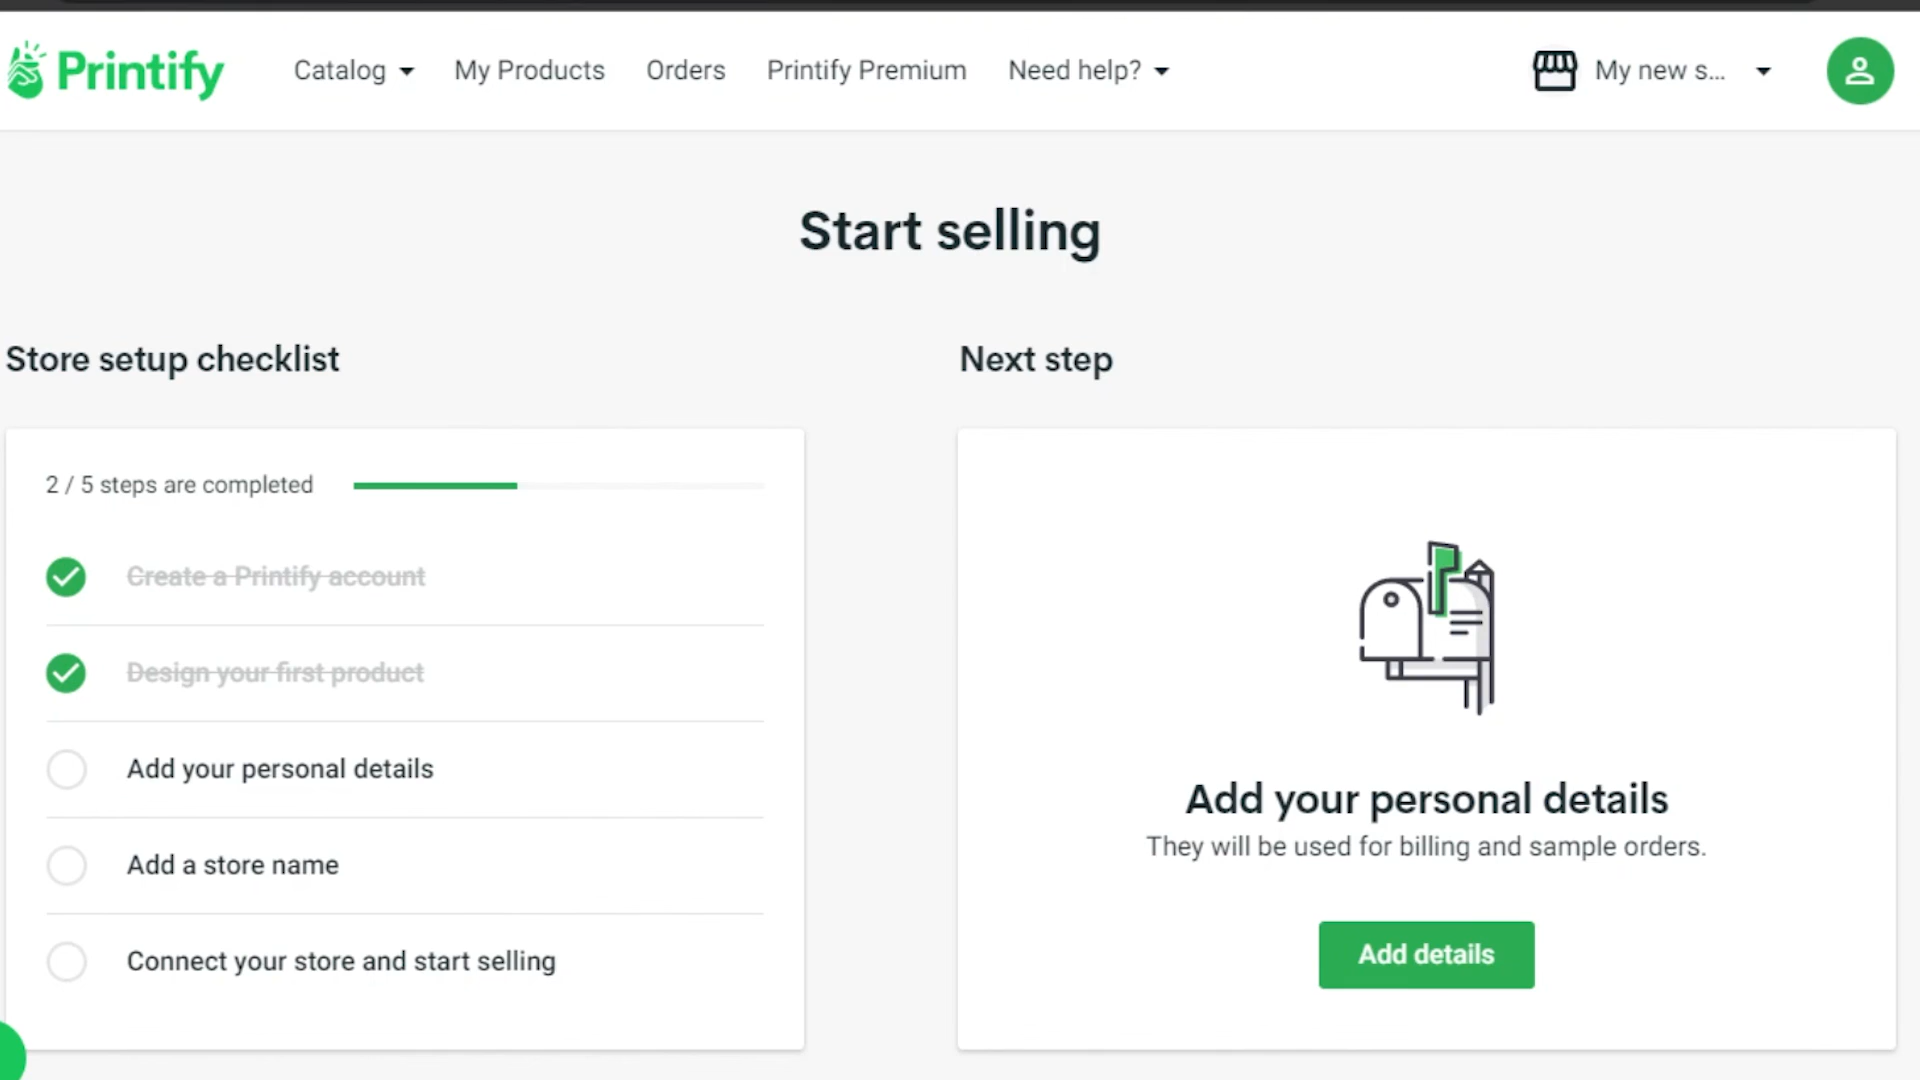 Printify
Catalog
My Products
Orders
Printify Premium
Need help?
My new s...
Start selling
Store setup checklist
2 / 5 steps are completed
Create a Printify account
Design your first product
Add your personal details
Add a store name
Connect your store and start selling
Next step
Add your personal details
They will be used for billing and sample orders.
Add details